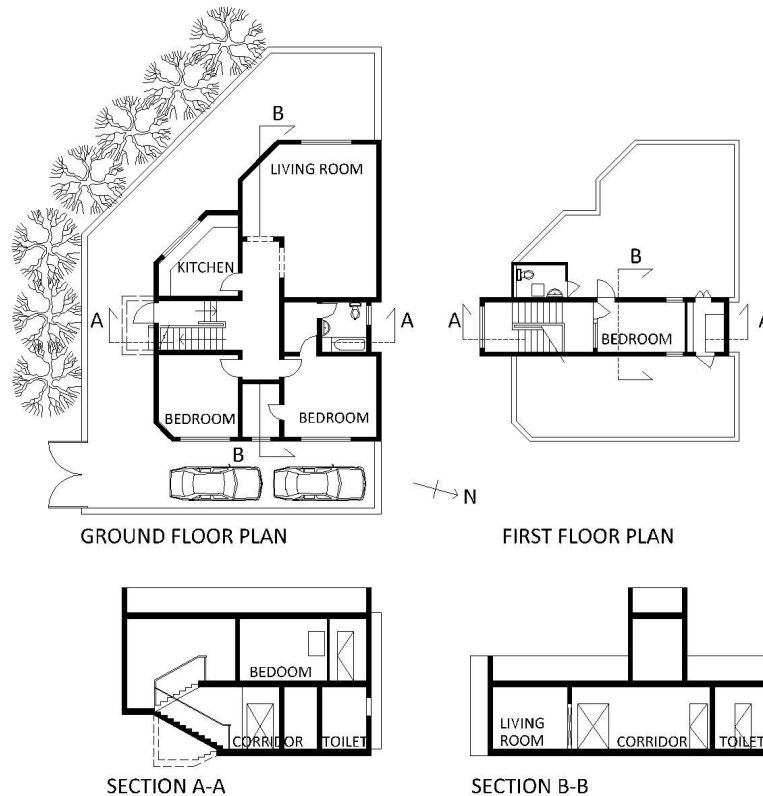 B
LIVING ROOM
KITCHEN
A
A
BEDROOM
BEDROOM
B
GROUND FLOOR PLAN
N
B
A
A
BEDROOM
FIRST FLOOR PLAN
BEDOOM
CORRIDOR
TOILET
SECTION A-A
LIVING
ROOM
CORRIDOR
TOILET
SECTION B-B